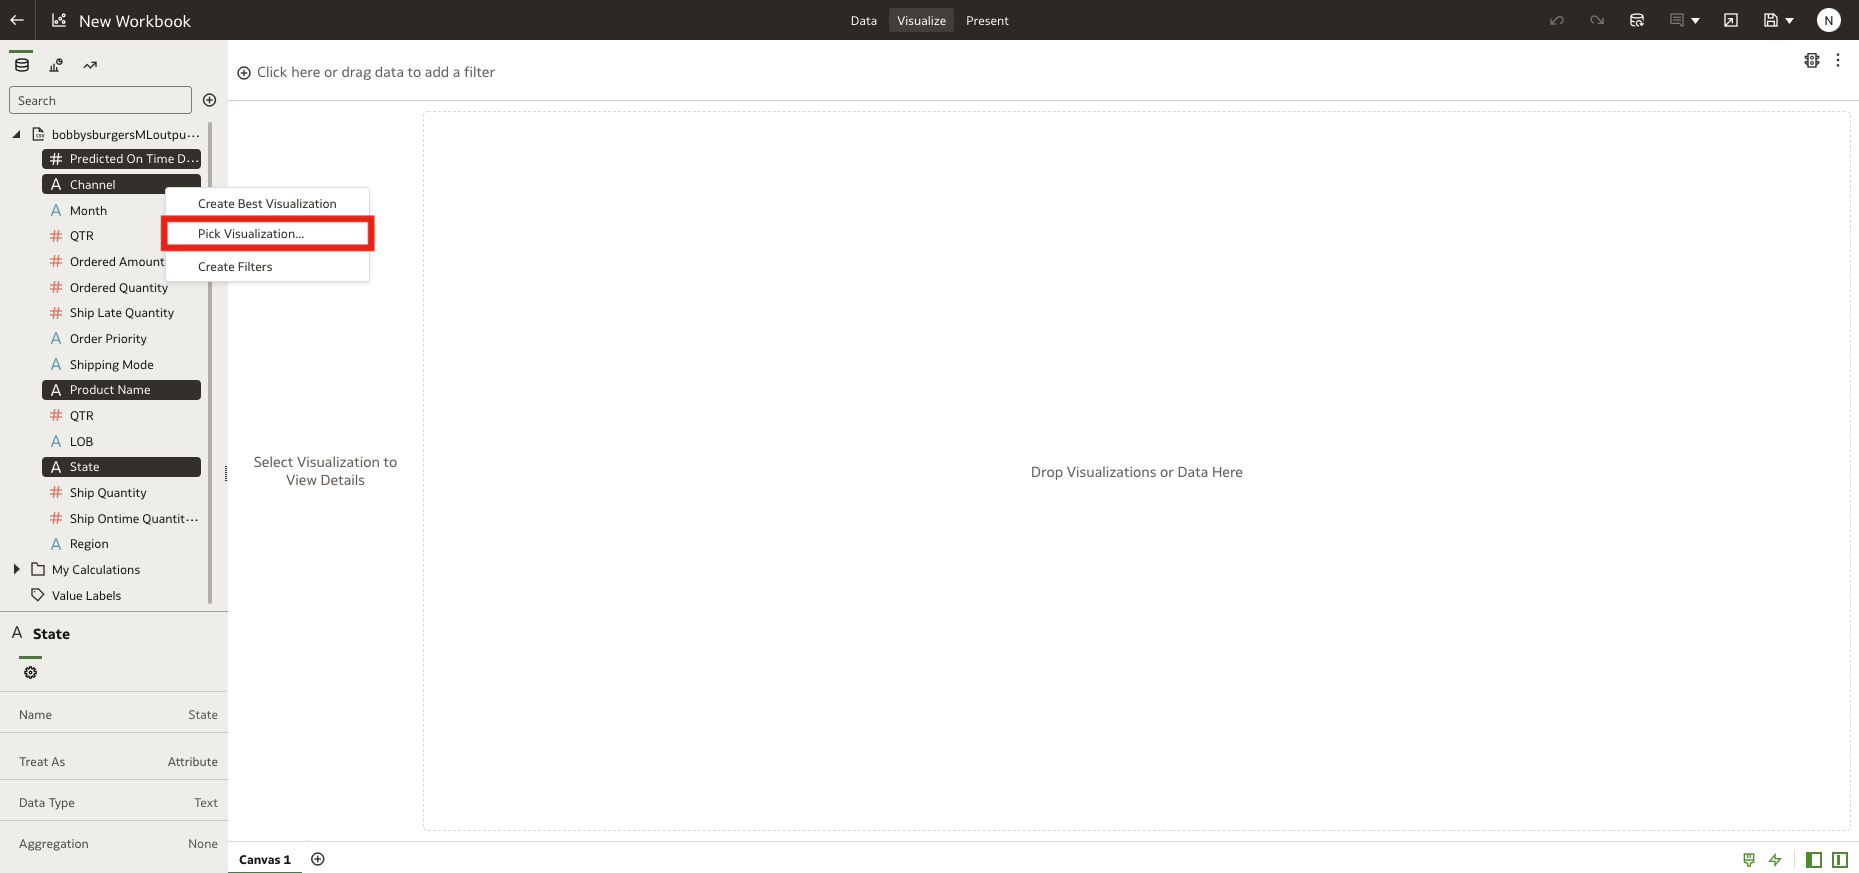 New Workbook
Data
Visualize
Present
N
Search
Click here or drag data to add a filter
bobbysburgersMLoutpu...
Predicted On Time D...
A Channel
A Month
QTR
Ordered Amount
Ordered Quantity
Ship Late Quantity
A Order Priority
A Shipping Mode
A Product Name
QTR
A LOB
A State
Ship Quantity
Ship Ontime Quantit...
A Region
My Calculations
Value Labels
Create Best Visualization
Pick Visualization...
Create Filters
Select Visualization to
View Details
Drop Visualizations or Data Here
A State
Name State
Treat As Attribute
Data Type Text
Aggregation None
Canvas 1